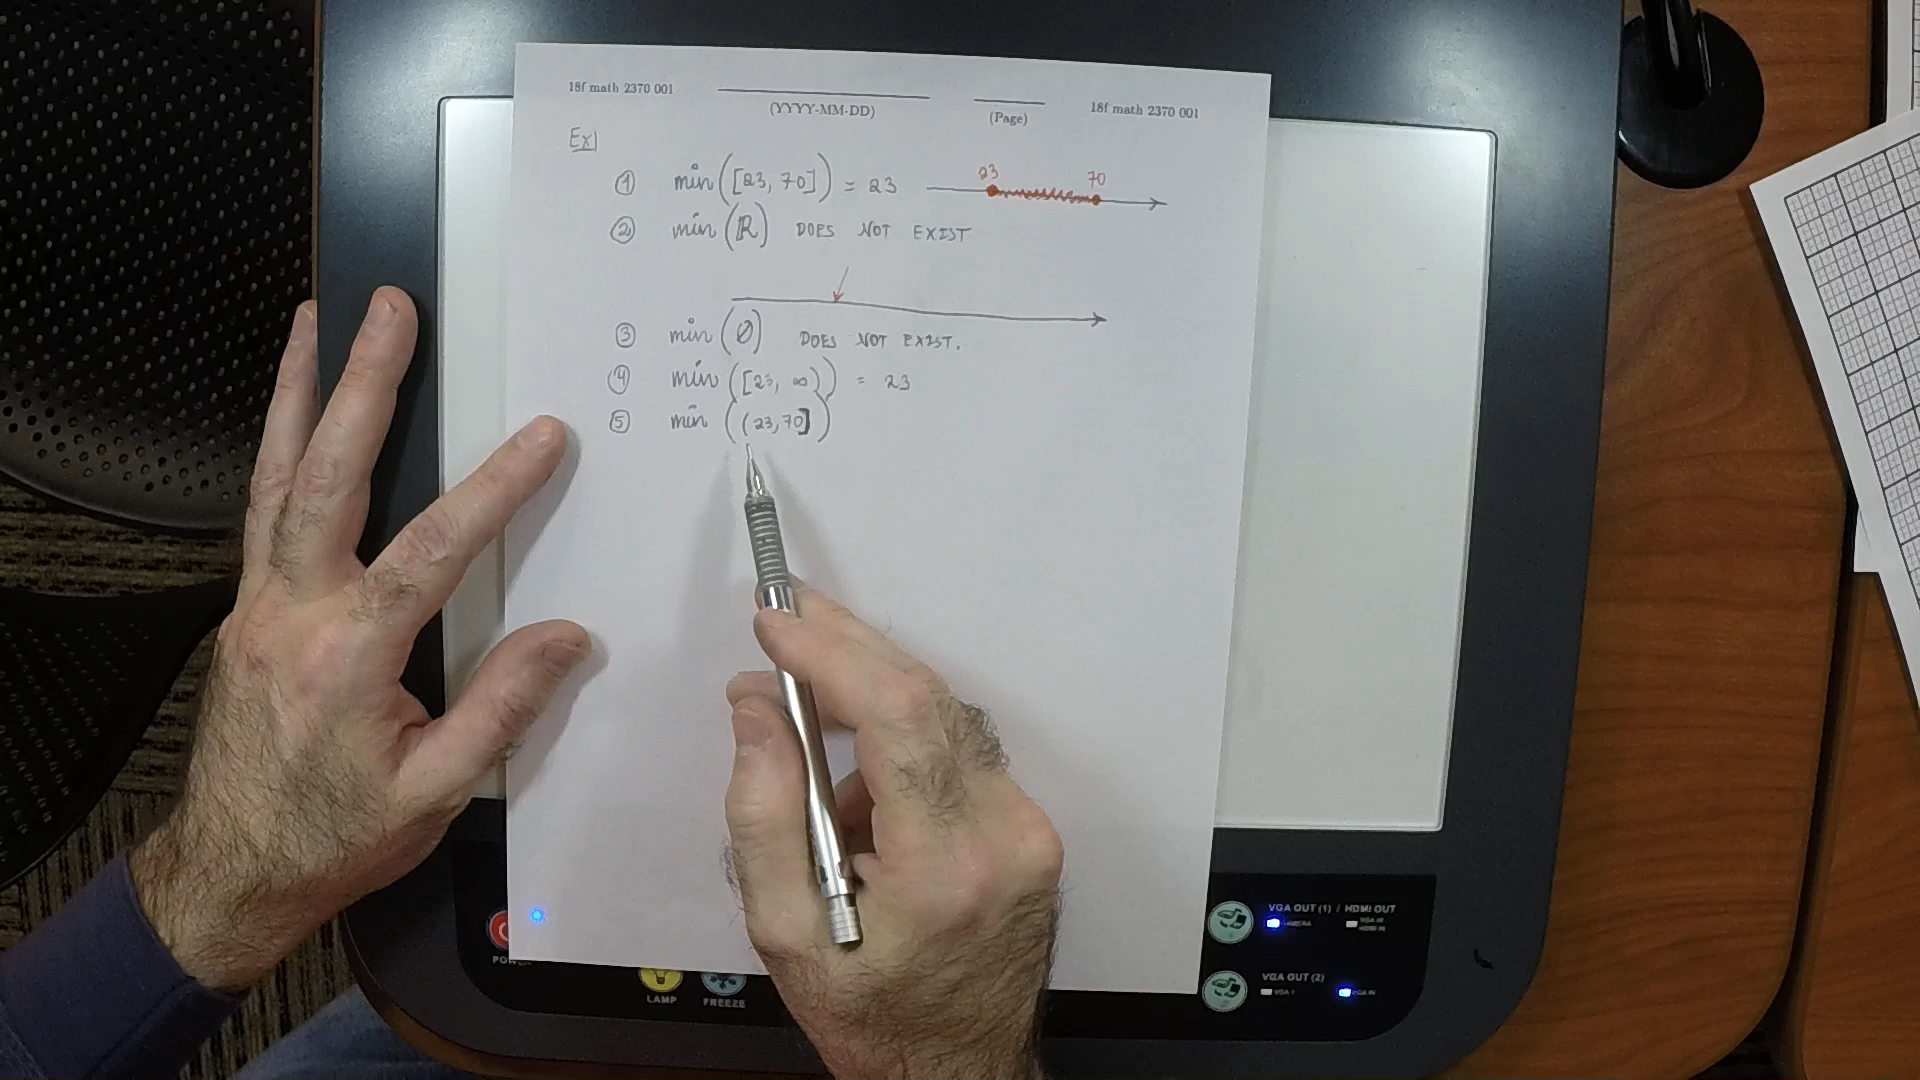 18f math 2370 001
(YYYY-MM-DD)
(Page)
18f math 2370 001
Ex|
① min([23, 70]) = 23
23 70
② min(ℝ) DOES NOT EXIST
③ min(∅) DOES NOT EXIST.
④ min([23, ∞)) = 23
⑤ min((23,70])
POWER
LAMP
FREEZE
VGA OUT (1) / HDMI OUT
VGA OUT (2)